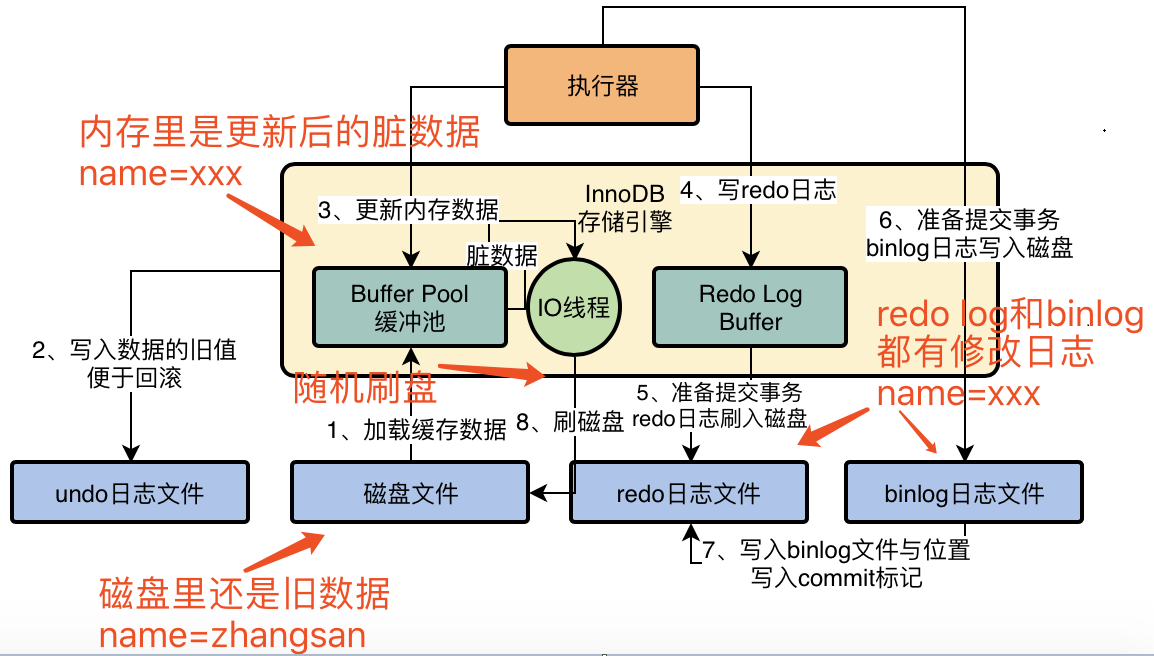 执行器
内存里是更新后的脏数据
name=xxx
InnoDB
存储引擎
3、更新内存数据
4、写redo日志
6、准备提交事务
binlog日志写入磁盘
脏数据
Buffer Pool
缓冲池
IO线程
Redo Log
Buffer
redo log和binlog
都有修改日志
name=xxx
2、写入数据的旧值
便于回滚
随机刷盘
1、加载缓存数据
8、刷磁盘
5、准备提交事务
redo日志刷入磁盘
undo日志文件
磁盘文件
redo日志文件
binlog日志文件
7、写入binlog文件与位置
写入commit标记
磁盘里还是旧数据
name=zhangsan